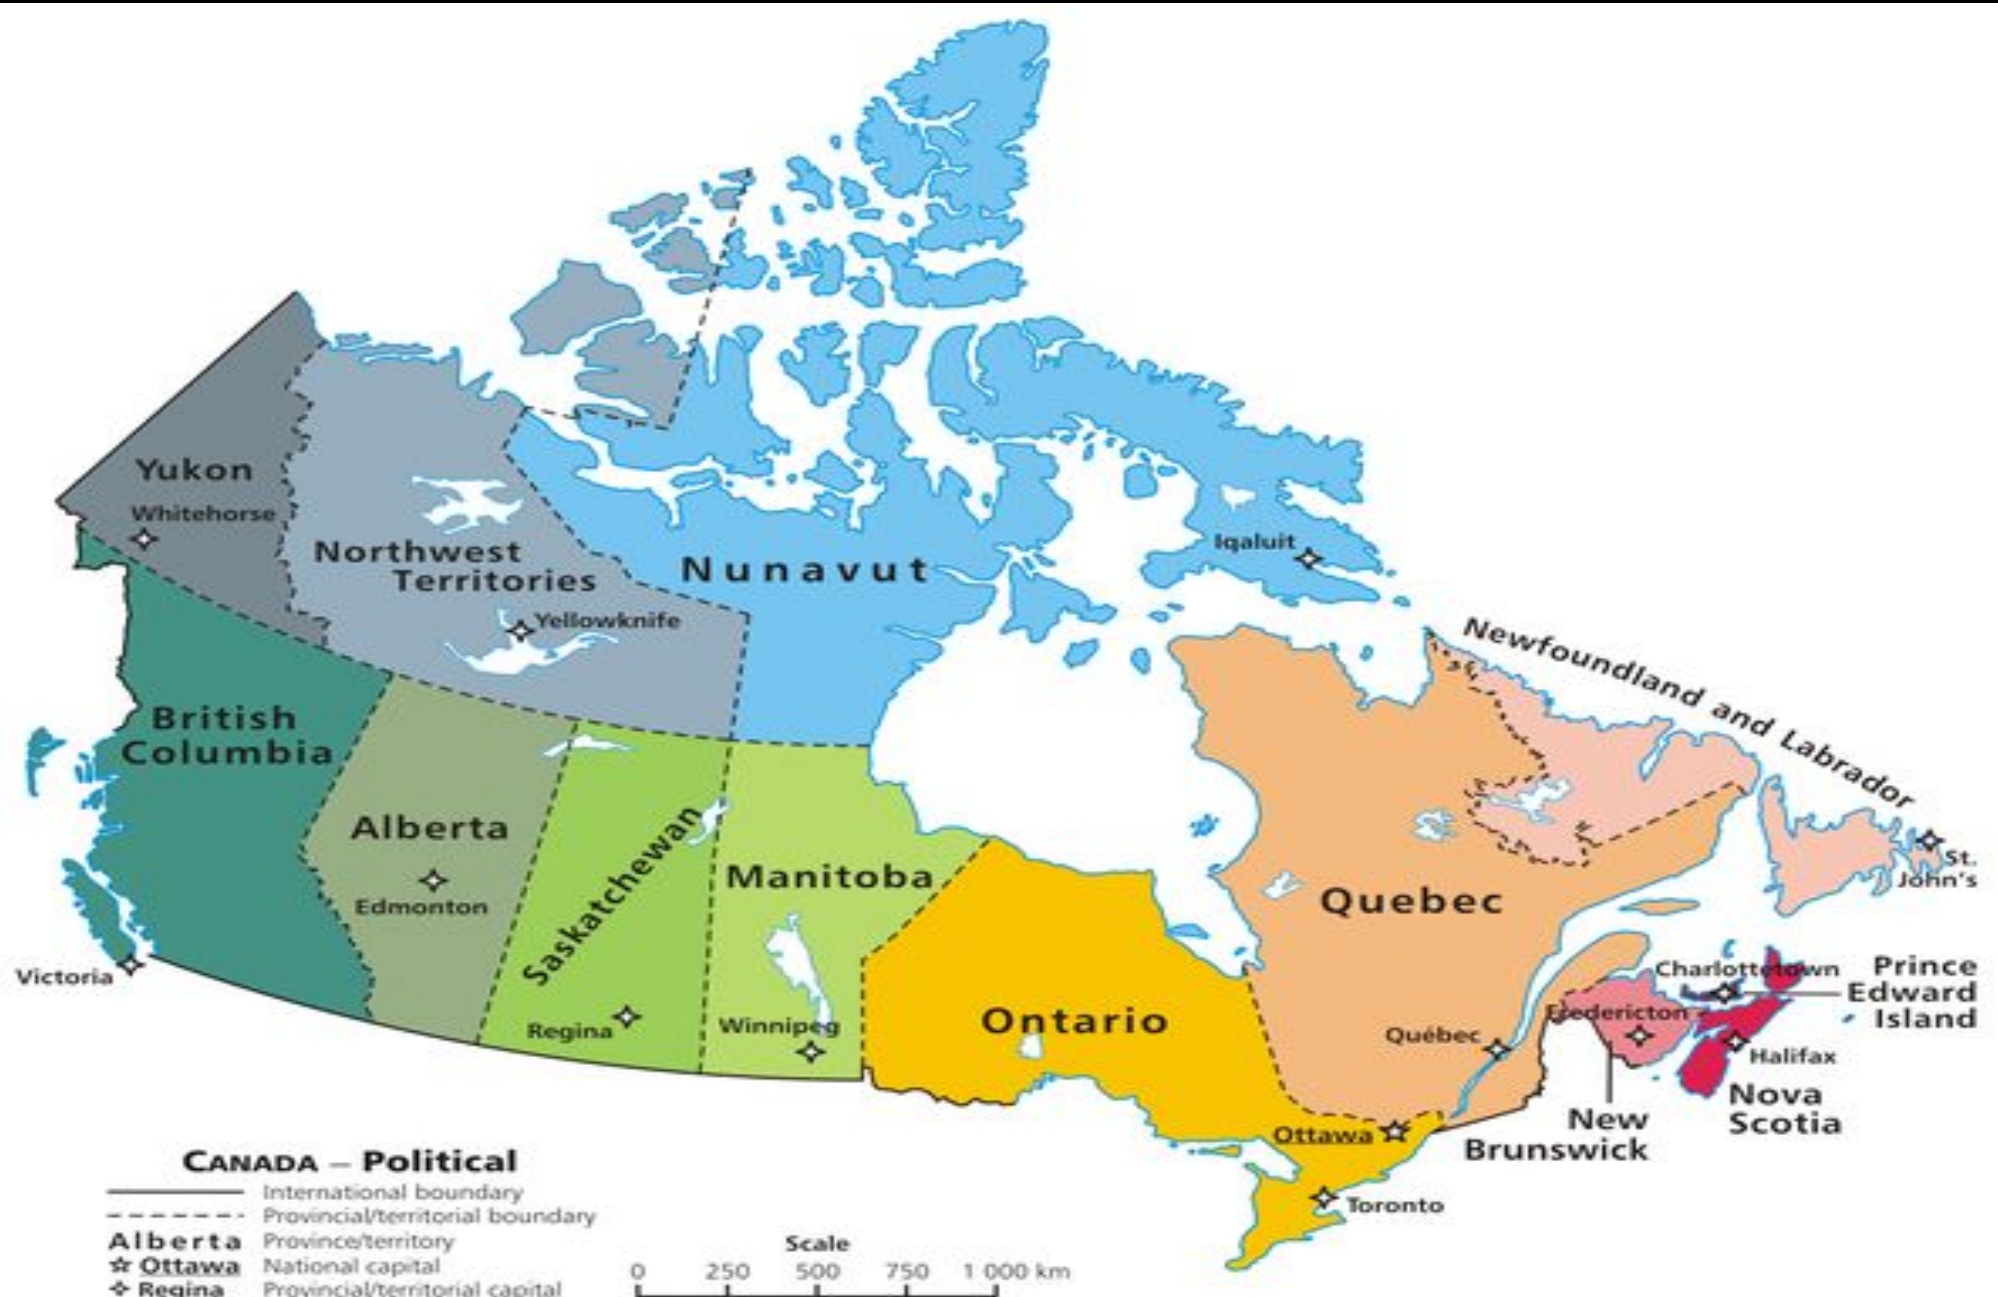 Yukon
Whitehorse
Northwest
Territories
Yellowknife
Nunavut
Iqaluit
British
Columbia
Victoria
Alberta
Edmonton
Saskatchewan
Regina
Manitoba
Winnipeg
Ontario
Ottawa
Toronto
Quebec
Québec
Newfoundland and Labrador
St.
John's
Charlottetown
Prince
Edward
Island
Fredericton
Halifax
Nova
Scotia
New
Brunswick
CANADA – Political
International boundary
Provincial/territorial boundary
Alberta Province/territory
Ottawa National capital
Regina Provincial/territorial capital
Scale
0 250 500 750 1 000 km